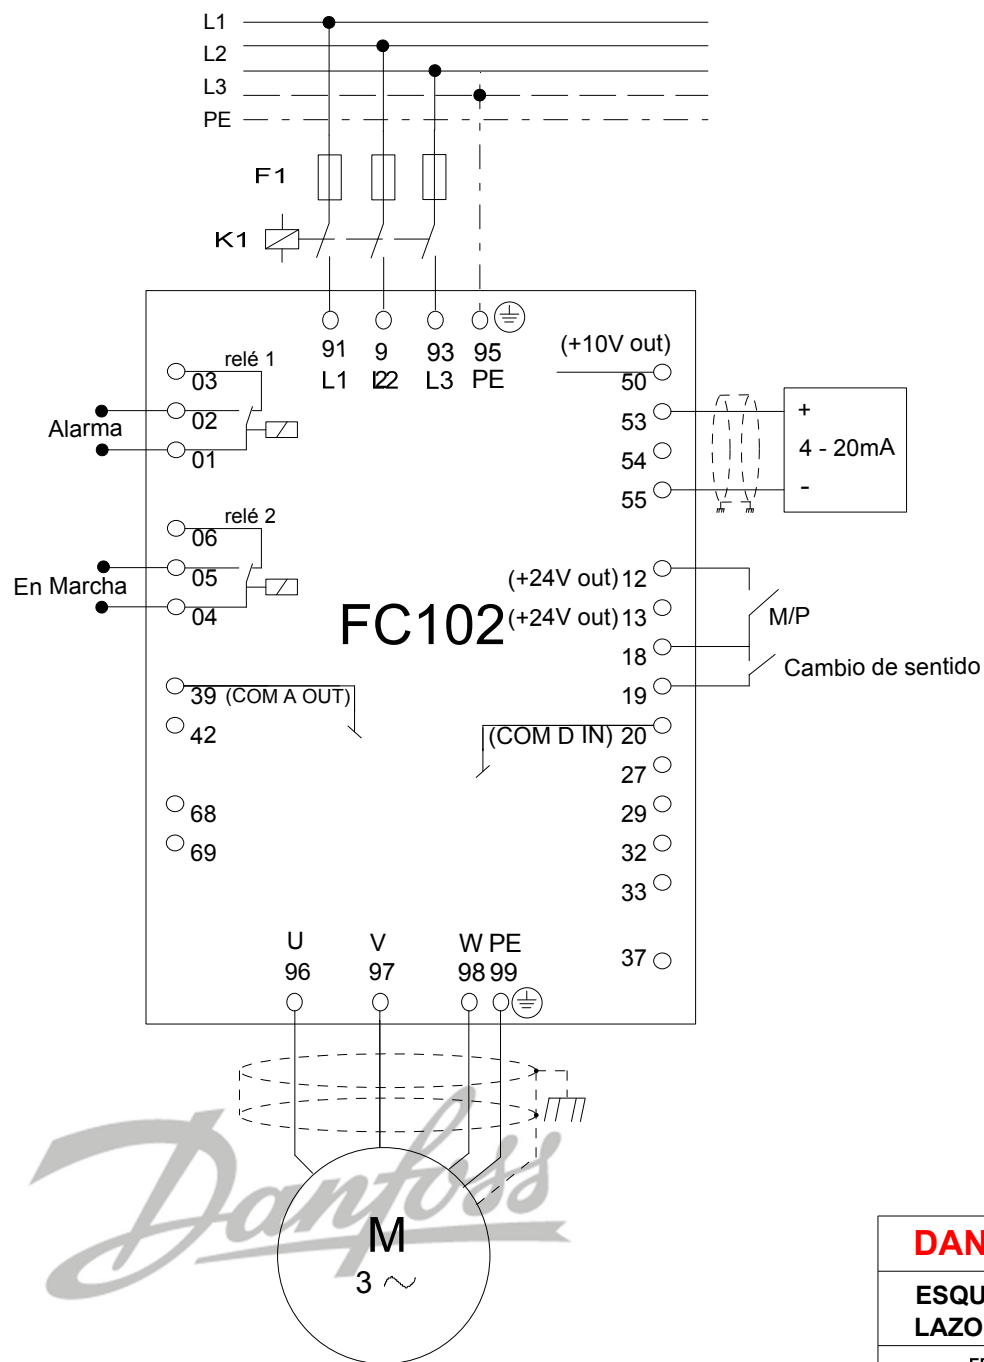 L1
L2
L3
PE
F1
K1
91 9 93 95
L1 L2 L3 PE
(+10V out)
50
relé 1
03
02
01
Alarma
53
54
55
+
4 - 20mA
-
relé 2
06
05
04
En Marcha
(+24V out) 12
(+24V out) 13
M/P
18
19
Cambio de sentido
FC102
39 (COM A OUT)
42
(COM D IN) 20
27
29
32
33
37
68
69
U V W PE
96 97 98 99
Danfoss
M
3
DAN
ESQU
LAZO